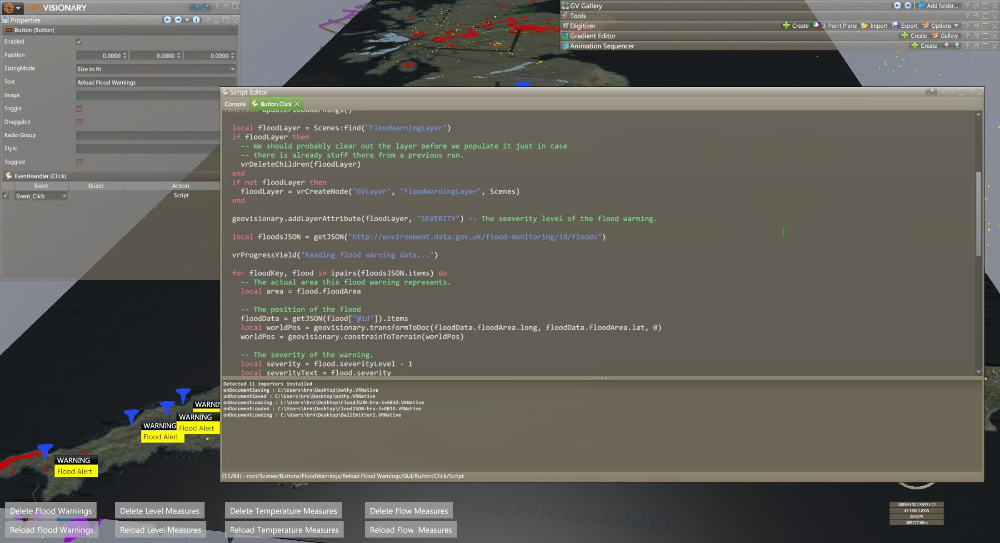 GEOVISIONARY
Properties
Button (Button)
Enabled
Position 0.0000 0.0000 0.0000
SizingMode Size to fit
Text Reload Flood Warnings
Image
Toggle
Draggable
Radio Group
Style
Toggled
EventHandler (Click)
Event Guard Action
Event_Click Script
GV Gallery Add folder...
Tools
Digitizer Create 3-Point Plane Import Export Options
Gradient Editor Create Gallery
Animation Sequencer Create
Script Editor
Console Button.Click
function updateFloodWarnings()
local floodLayer = Scenes:find("FloodWarningLayer")
if floodLayer then
-- We should probably clear out the layer before we populate it just in case
-- there is already stuff there from a previous run.
vrDeleteChildren(floodLayer)
end
if not floodLayer then
floodLayer = vrCreateNode("GVLayer", "FloodWarningLayer", Scenes)
end
geovisionary.addLayerAttribute(floodLayer, "SEVERITY") -- The seeverity level of the flood warning.
local floodsJSON = getJSON("http://environment.data.gov.uk/flood-monitoring/id/floods")
vrProgressYield("Reading flood warning data...")
for floodKey, flood in ipairs(floodsJSON.items) do
-- The actual area this flood warning represents.
local area = flood.floodArea
-- The position of the flood
floodData = getJSON(flood["@id"]).items
local worldPos = geovisionary.transformToDoc(floodData.floodArea.long, floodData.floodArea.lat, 0)
worldPos = geovisionary.constrainToTerrain(worldPos)
-- The severity of the warning.
local severity = flood.severityLevel - 1
local severityText = flood.severity
Detected 11 importers installed
onDocumentSaving : C:\Users\brn\Desktop\bathy.VRNative
onDocumentSaved : C:\Users\brn\Desktop\bathy.VRNative
onDocumentLoading : C:\Users\brn\Desktop\FloodJSON-bru-3+GB3D.VRNative
onDocumentLoaded : C:\Users\brn\Desktop\FloodJSON-bru-3+GB3D.VRNative
onDocumentLoading : C:\Users\brn\Desktop\BallEmitter2.VRNative
(15/84) - root/Scenes/Buttons/FloodWarnings/Reload Flood Warnings/GUI/Button/Click/Script
WARNIN
WARNING
Flood Alert
WARNING
Flood Alert
WARNING
Flood Alert
ENGLISH CHANNEL
Delete Flood Warnings Delete Level Measures Delete Temperature Measures Delete Flow Measures
Reload Flood Warnings Reload Level Measures Reload Temperature Measures Reload Flow Measures
408989.02 238331.42
47.76N 1.88W
289379
389377.60m